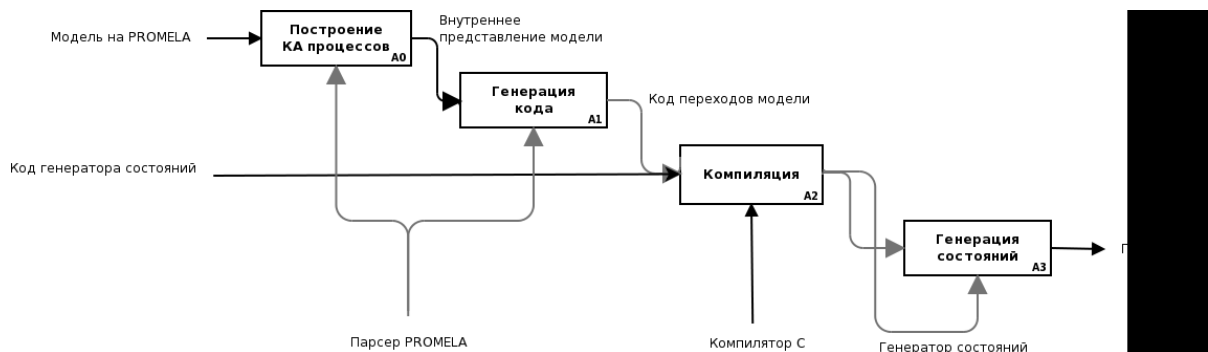 Модель на PROMELA
Построение
КА процессов
A0
Внутреннее
представление модели
Генерация
кода
A1
Код переходов модели
Код генератора состояний
Компиляция
A2
Генерация
состояний
A3
Парсер PROMELA
Компилятор C
Генератор состояний